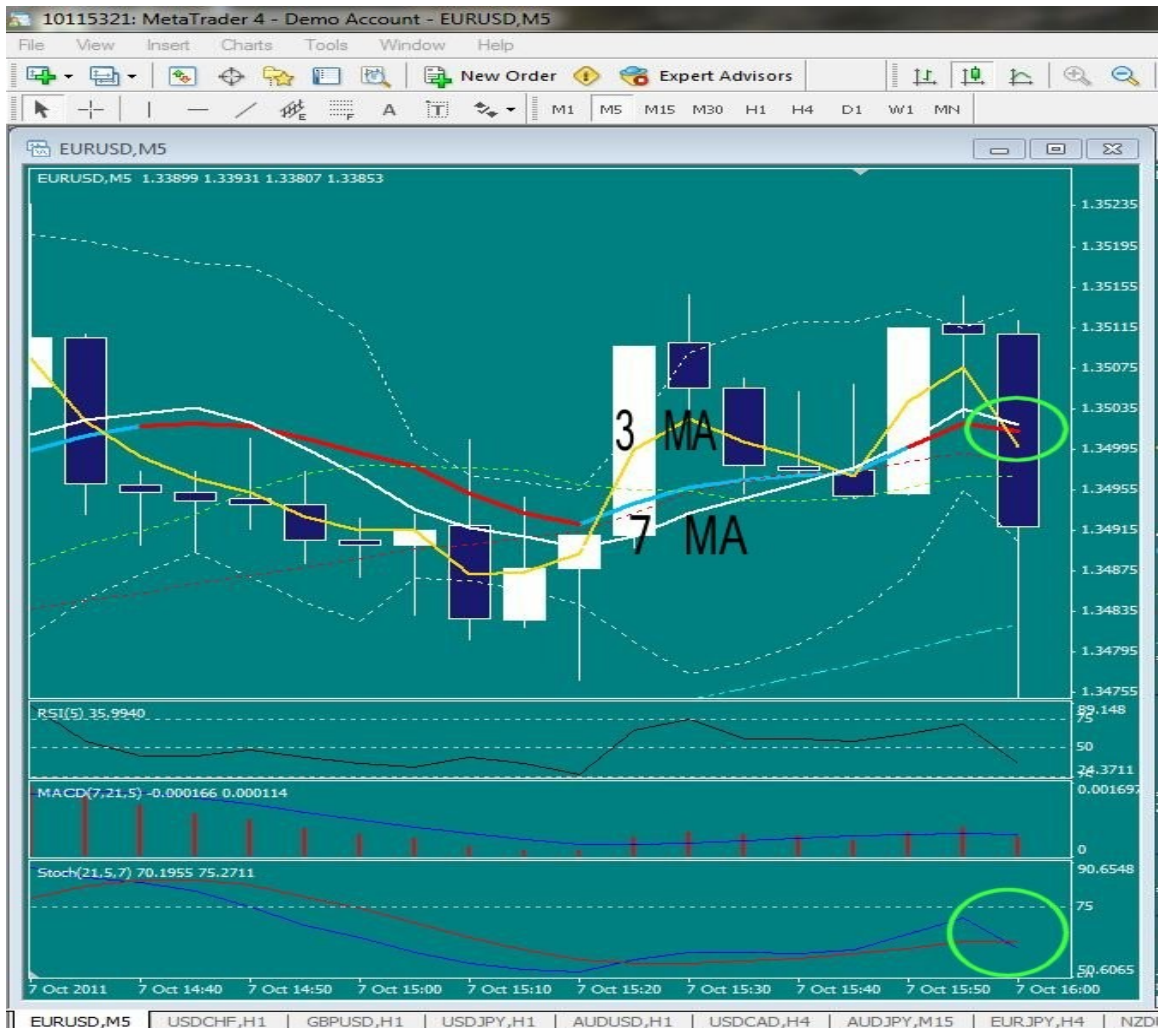 10115321: MetaTrader 4 - Demo Account - EURUSD,M5
File View Insert Charts Tools Window Help
New Order Expert Advisors
E F A T M1 M5 M15 M30 H1 H4 D1 W1 MN
EURUSD,M5
EURUSD,M5 1.33899 1.33931 1.33807 1.33853
1.35235
1.35195
1.35155
1.35115
1.35075
1.35035
3 MA
1.34995
1.34955
7 MA
1.34915
1.34875
1.34835
1.34795
1.34755
RSI(5) 35.9940
89.148
75
50
24.3711
MACD(7,21,5) -0.000166 0.000114
0.001697
0
Stoch(21,5,7) 70.1955 75.2711
90.6548
75
50.6065
7 Oct 2011 7 Oct 14:40 7 Oct 14:50 7 Oct 15:00 7 Oct 15:10 7 Oct 15:20 7 Oct 15:30 7 Oct 15:40 7 Oct 15:50 7 Oct 16:00
EURUSD,M5 USDCHF,H1 GBPUSD,H1 USDJPY,H1 AUDUSD,H1 USDCAD,H4 AUDJPY,M15 EURJPY,H4 NZD